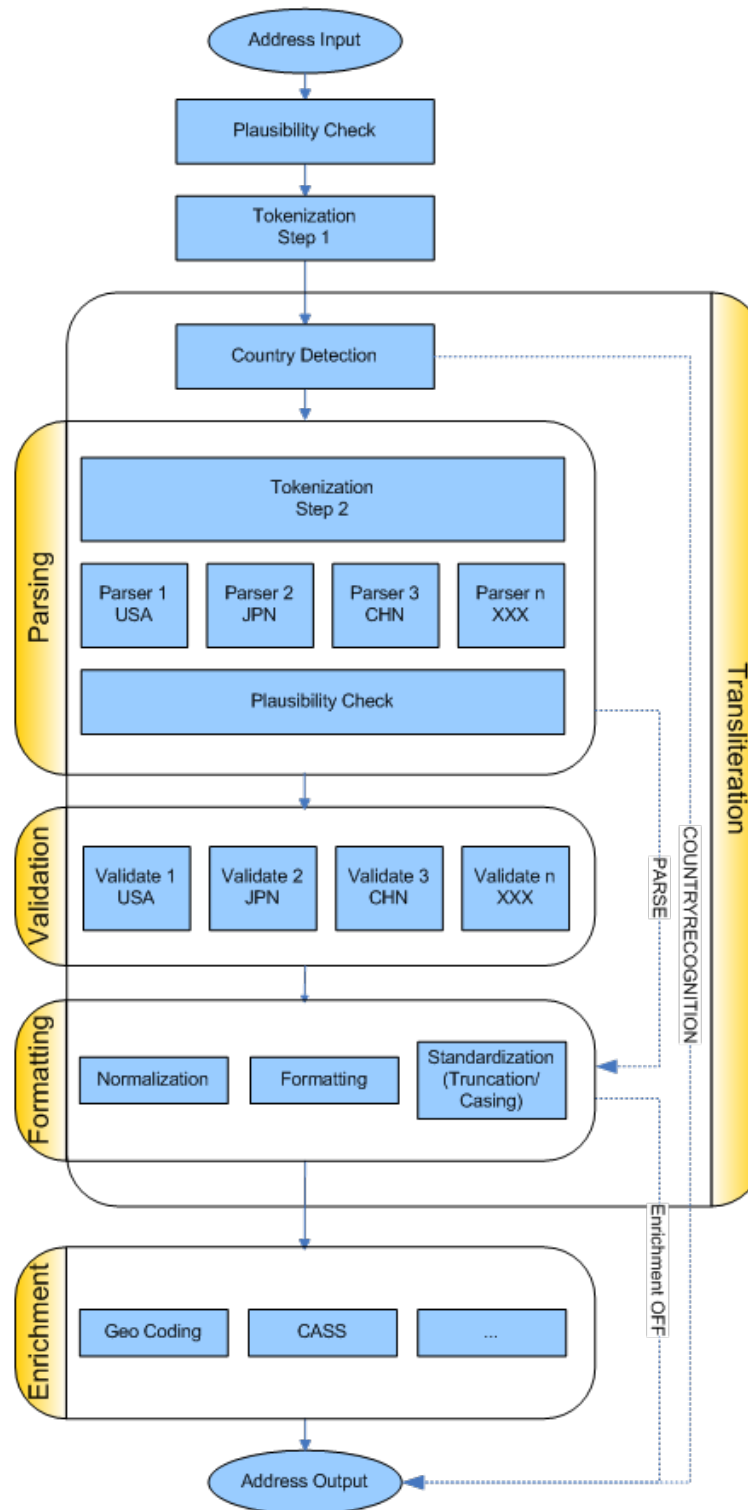 Address Input
Plausibility Check
Tokenization
Step 1
Country Detection
Parsing
Tokenization
Step 2
Parser 1
USA
Parser 2
JPN
Parser 3
CHN
Parser n
XXX
Plausibility Check
Transliteration
COUNTRYRECOGNITION
PARSE
Validation
Validate 1
USA
Validate 2
JPN
Validate 3
CHN
Validate n
XXX
Formatting
Normalization
Formatting
Standardization
(Truncation/
Casing)
Enrichment OFF
Enrichment
Geo Coding
CASS
...
Address Output